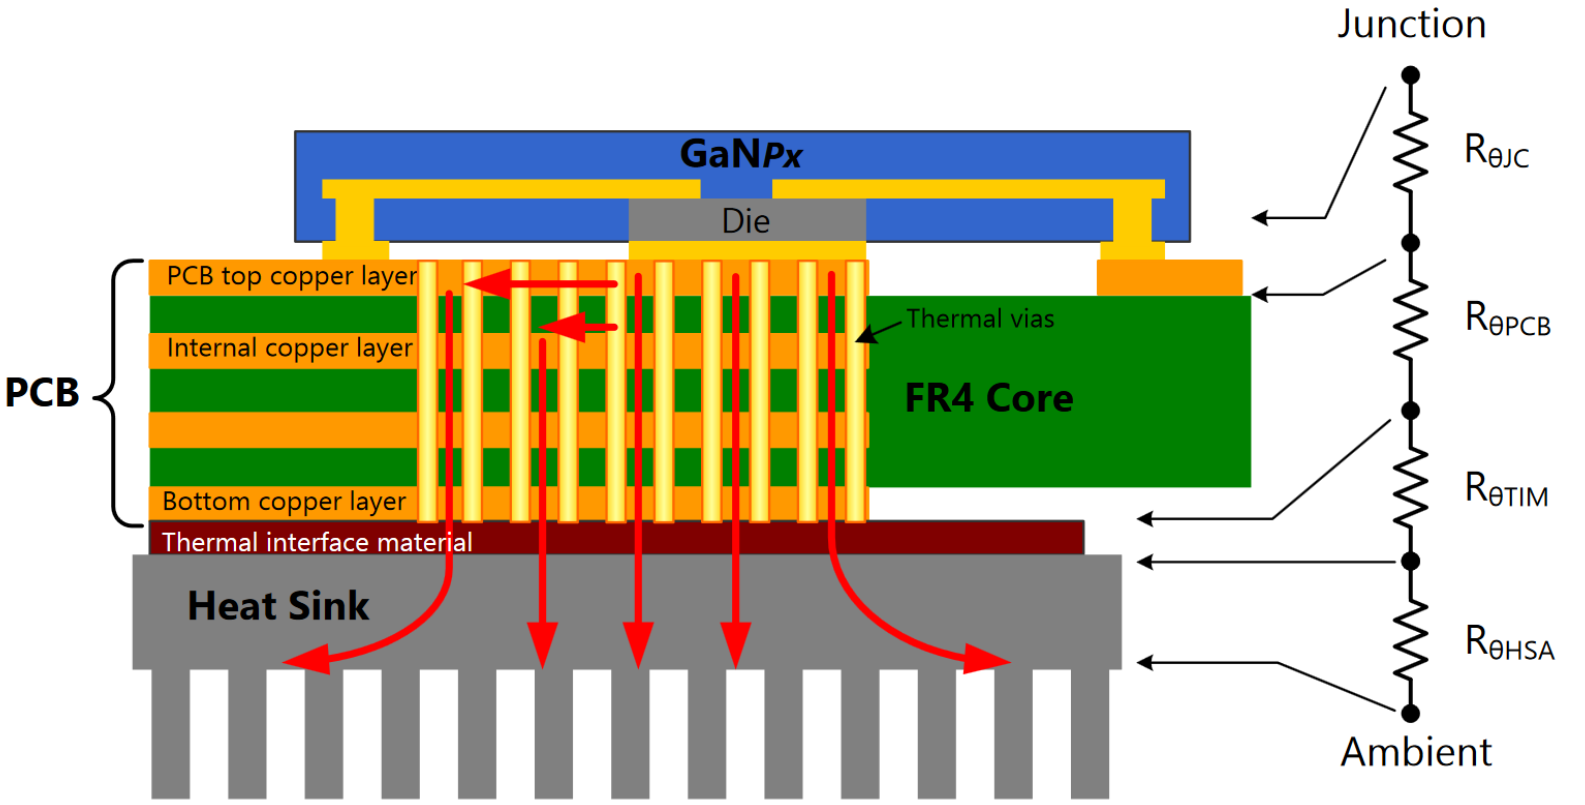 Junction
GaNPx
RθJC
Die
PCB top copper layer
Thermal vias
RθPCB
Internal copper layer
PCB
FR4 Core
Bottom copper layer
RθTIM
Thermal interface material
Heat Sink
RθHSA
Ambient